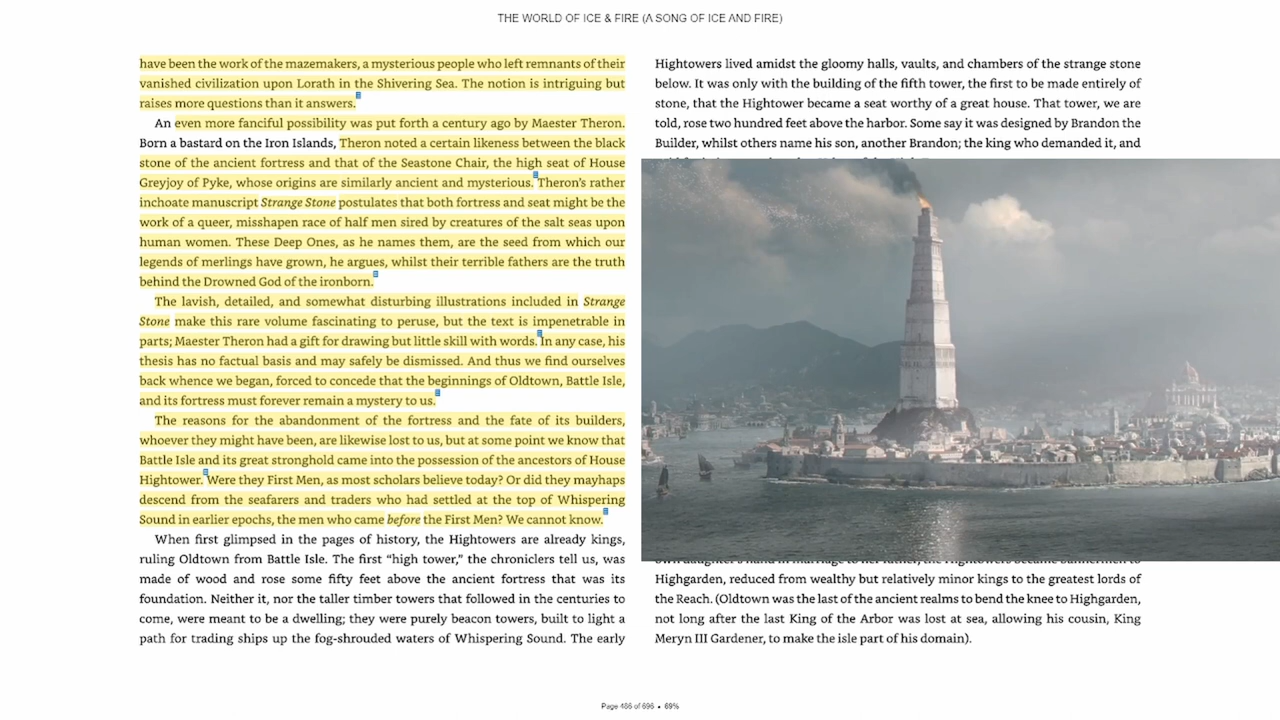 THE WORLD OF ICE & FIRE (A SONG OF ICE AND FIRE)
have been the work of the mazemakers, a mysterious people who left remnants of their
vanished civilization upon Lorath in the Shivering Sea. The notion is intriguing but
raises more questions than it answers.
An even more fanciful possibility was put forth a century ago by Maester Theron.
Born a bastard on the Iron Islands, Theron noted a certain likeness between the black
stone of the ancient fortress and that of the Seastone Chair, the high seat of House
Greyjoy of Pyke, whose origins are similarly ancient and mysterious. Theron's rather
inchoate manuscript Strange Stone postulates that both fortress and seat might be the
work of a queer, misshapen race of half men sired by creatures of the salt seas upon
human women. These Deep Ones, as he names them, are the seed from which our
legends of merlings have grown, he argues, whilst their terrible fathers are the truth
behind the Drowned God of the ironborn.
The lavish, detailed, and somewhat disturbing illustrations included in Strange
Stone make this rare volume fascinating to peruse, but the text is impenetrable in
parts; Maester Theron had a gift for drawing but little skill with words. In any case, his
thesis has no factual basis and may safely be dismissed. And thus we find ourselves
back whence we began, forced to concede that the beginnings of Oldtown, Battle Isle,
and its fortress must forever remain a mystery to us.
The reasons for the abandonment of the fortress and the fate of its builders,
whoever they might have been, are likewise lost to us, but at some point we know that
Battle Isle and its great stronghold came into the possession of the ancestors of House
Hightower. Were they First Men, as most scholars believe today? Or did they mayhaps
descend from the seafarers and traders who had settled at the top of Whispering
Sound in earlier epochs, the men who came before the First Men? We cannot know.
When first glimpsed in the pages of history, the Hightowers are already kings,
ruling Oldtown from Battle Isle. The first “high tower,” the chroniclers tell us, was
made of wood and rose some fifty feet above the ancient fortress that was its
foundation. Neither it, nor the taller timber towers that followed in the centuries to
come, were meant to be a dwelling; they were purely beacon towers, built to light a
path for trading ships up the fog-shrouded waters of Whispering Sound. The early
Hightowers lived amidst the gloomy halls, vaults, and chambers of the strange stone
below. It was only with the building of the fifth tower, the first to be made entirely of
stone, that the Hightower became a seat worthy of a great house. That tower, we are
told, rose two hundred feet above the harbor. Some say it was designed by Brandon the
Builder, whilst others name his son, another Brandon; the king who demanded it, and
Highgarden, reduced from wealthy but relatively minor kings to the greatest lords of
the Reach. (Oldtown was the last of the ancient realms to bend the knee to Highgarden,
not long after the last King of the Arbor was lost at sea, allowing his cousin, King
Meryn III Gardener, to make the isle part of his domain).
Page 486 of 696 • 69%